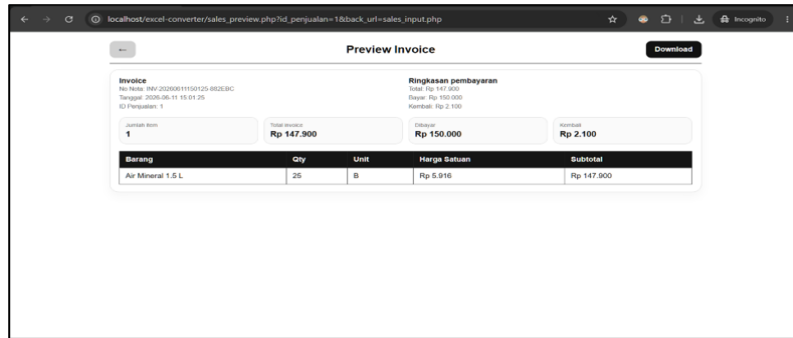 localhost/excel-converter/sales_preview.php?id_penjualan=1&back_url=sales_input.php
Incognito
←
Preview Invoice
Download
Invoice
No Nota: INV-20260611150125-882EBC
Tanggal: 2026-06-11 15:01:25
ID Penjualan: 1
Ringkasan pembayaran
Total: Rp 147.900
Bayar: Rp 150.000
Kembali: Rp 2.100
Jumlah Item
1
Total Invoice
Rp 147.900
Dibayar
Rp 150.000
Kembali
Rp 2.100
Barang Qty Unit Harga Satuan Subtotal
Air Mineral 1.5 L 25 B Rp 5.916 Rp 147.900